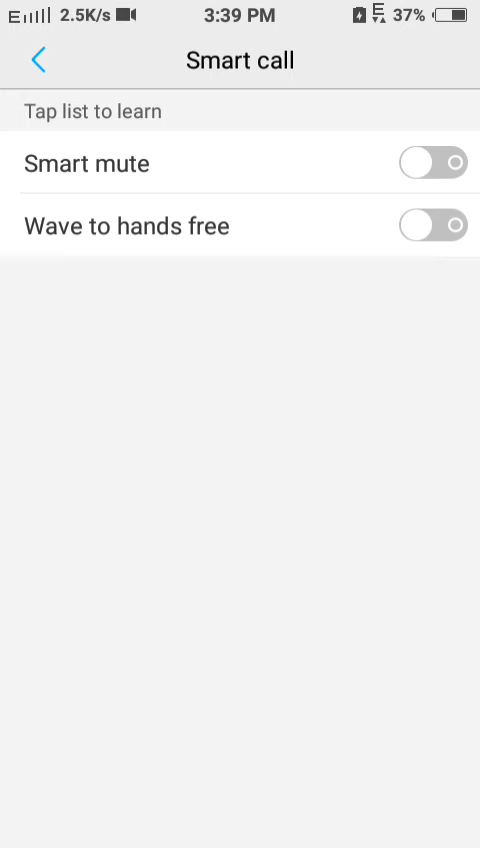 E 2.5K/s 3:39 PM E 37%
Smart call
Tap list to learn
Smart mute
Wave to hands free